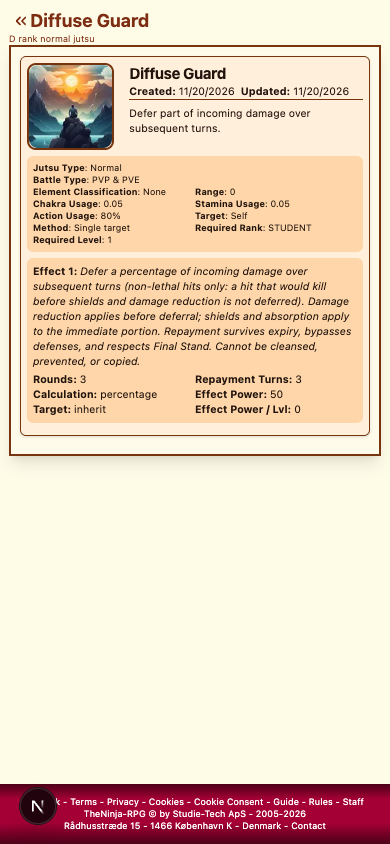 « Diffuse Guard
D rank normal jutsu
Diffuse Guard
Created: 11/20/2026 Updated: 11/20/2026
Defer part of incoming damage over
subsequent turns.
Jutsu Type: Normal
Battle Type: PVP & PVE
Element Classification: None Range: 0
Chakra Usage: 0.05 Stamina Usage: 0.05
Action Usage: 80% Target: Self
Method: Single target Required Rank: STUDENT
Required Level: 1
Effect 1: Defer a percentage of incoming damage over
subsequent turns (non-lethal hits only: a hit that would kill
before shields and damage reduction is not deferred). Damage
reduction applies before deferral; shields and absorption apply
to the immediate portion. Repayment survives expiry, bypasses
defenses, and respects Final Stand. Cannot be cleansed,
prevented, or copied.
Rounds: 3 Repayment Turns: 3
Calculation: percentage Effect Power: 50
Target: inherit Effect Power / Lvl: 0
N
- Terms - Privacy - Cookies - Cookie Consent - Guide - Rules - Staff
TheNinja-RPG © by Studie-Tech ApS - 2005-2026
Rådhusstræde 15 - 1466 København K - Denmark - Contact